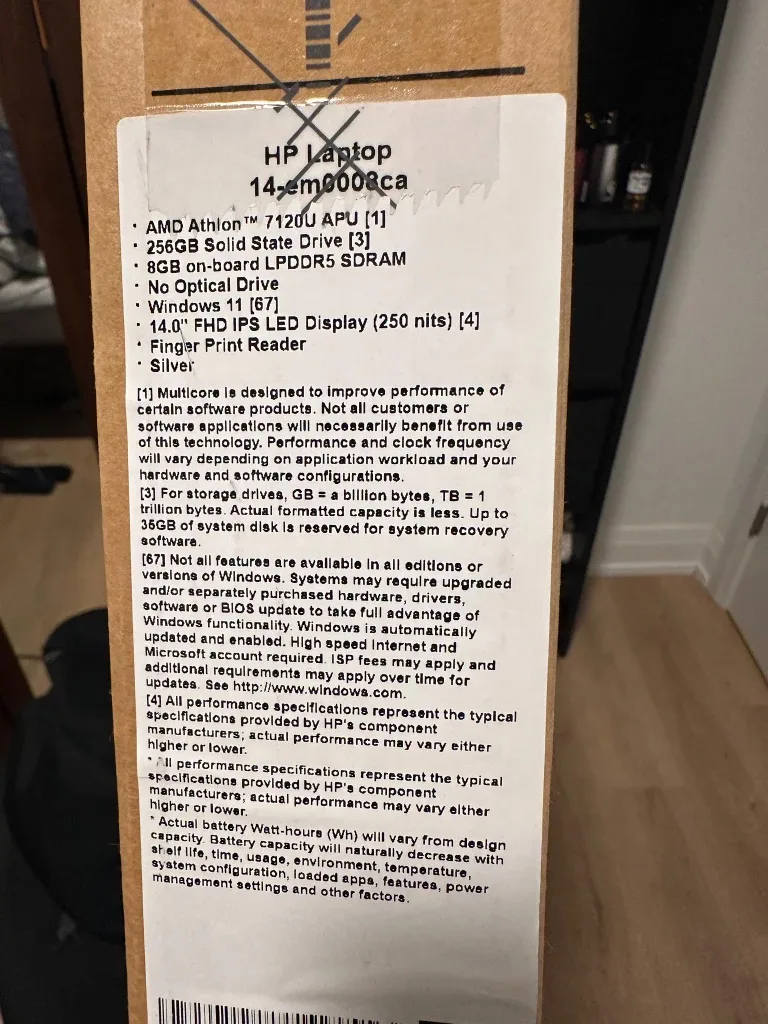 HP Laptop
14-em0008ca
· AMD Athlon™ 7120U APU [1]
· 256GB Solid State Drive [3]
· 8GB on-board LPDDR5 SDRAM
· No Optical Drive
· Windows 11 [67]
· 14.0" FHD IPS LED Display (250 nits) [4]
· Finger Print Reader
· Silver
[1] Multicore is designed to improve performance of
certain software products. Not all customers or
software applications will necessarily benefit from use
of this technology. Performance and clock frequency
will vary depending on application workload and your
hardware and software configurations.
[3] For storage drives, GB = a billion bytes, TB = 1
trillion bytes. Actual formatted capacity is less. Up to
35GB of system disk is reserved for system recovery
software.
[67] Not all features are available in all editions or
versions of Windows. Systems may require upgraded
and/or separately purchased hardware, drivers,
software or BIOS update to take full advantage of
Windows functionality. Windows is automatically
updated and enabled. High speed internet and
Microsoft account required. ISP fees may apply and
additional requirements may apply over time for
updates. See http://www.windows.com.
[4] All performance specifications represent the typical
specifications provided by HP's component
manufacturers; actual performance may vary either
higher or lower.
* All performance specifications represent the typical
specifications provided by HP's component
manufacturers; actual performance may vary either
higher or lower.
* Actual battery Watt-hours (Wh) will vary from design
capacity. Battery capacity will naturally decrease with
shelf life, time, usage, environment, temperature,
system configuration, loaded apps, features, power
management settings and other factors.